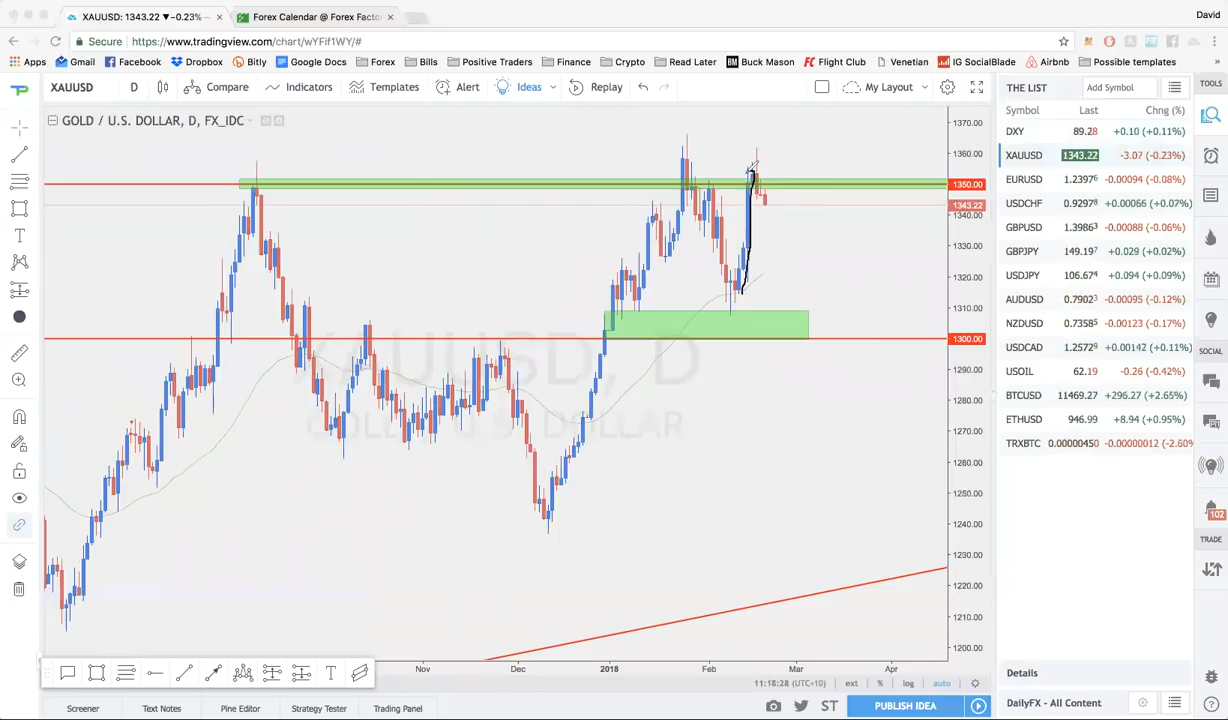 David
XAUUSD: 1343.22 ▼−0.23%
Forex Calendar @ Forex Facto
Secure https://www.tradingview.com/chart/wYFif1WY/#
Apps Gmail Facebook Dropbox Bitly Google Docs Forex Bills Positive Traders Finance Crypto Read Later Buck Mason Flight Club Venetian IG SocialBlade Airbnb Possible templates
XAUUSD D Compare Indicators Templates Alert Ideas Replay My Layout
THE LIST Add Symbol
TOOLS
GOLD / U.S. DOLLAR, D, FX_IDC
Symbol Last Chng (%)
DXY 89.28 +0.10 (+0.11%)
XAUUSD 1343.22 -3.07 (-0.23%)
EURUSD 1.23976 -0.00094 (-0.08%)
USDCHF 0.92978 +0.00066 (+0.07%)
GBPUSD 1.39863 -0.00088 (-0.06%)
GBPJPY 149.197 +0.029 (+0.02%)
USDJPY 106.674 +0.094 (+0.09%)
AUDUSD 0.79023 -0.00095 (-0.12%)
NZDUSD 0.73585 -0.00123 (-0.17%)
USDCAD 1.25729 +0.00142 (+0.11%)
USOIL 62.19 -0.26 (-0.42%)
BTCUSD 11469.27 +296.27 (+2.65%)
ETHUSD 946.99 +8.94 (+0.95%)
TRXBTC 0.00000450 -0.00000012 (-2.60%
SOCIAL
102
TRADE
1370.00
1360.00
1350.00
1343.22
1340.00
1330.00
1320.00
1310.00
1300.00
1290.00
1280.00
1270.00
1260.00
1250.00
1240.00
1230.00
1220.00
1210.00
1200.00
XAUUSD, D
GOLD / U.S. DOLLAR
Nov Dec 2018 Feb Mar Apr
11:18:28 (UTC+10) ext % log auto
Details
DailyFX - All Content
Screener Text Notes Pine Editor Strategy Tester Trading Panel ST PUBLISH IDEA